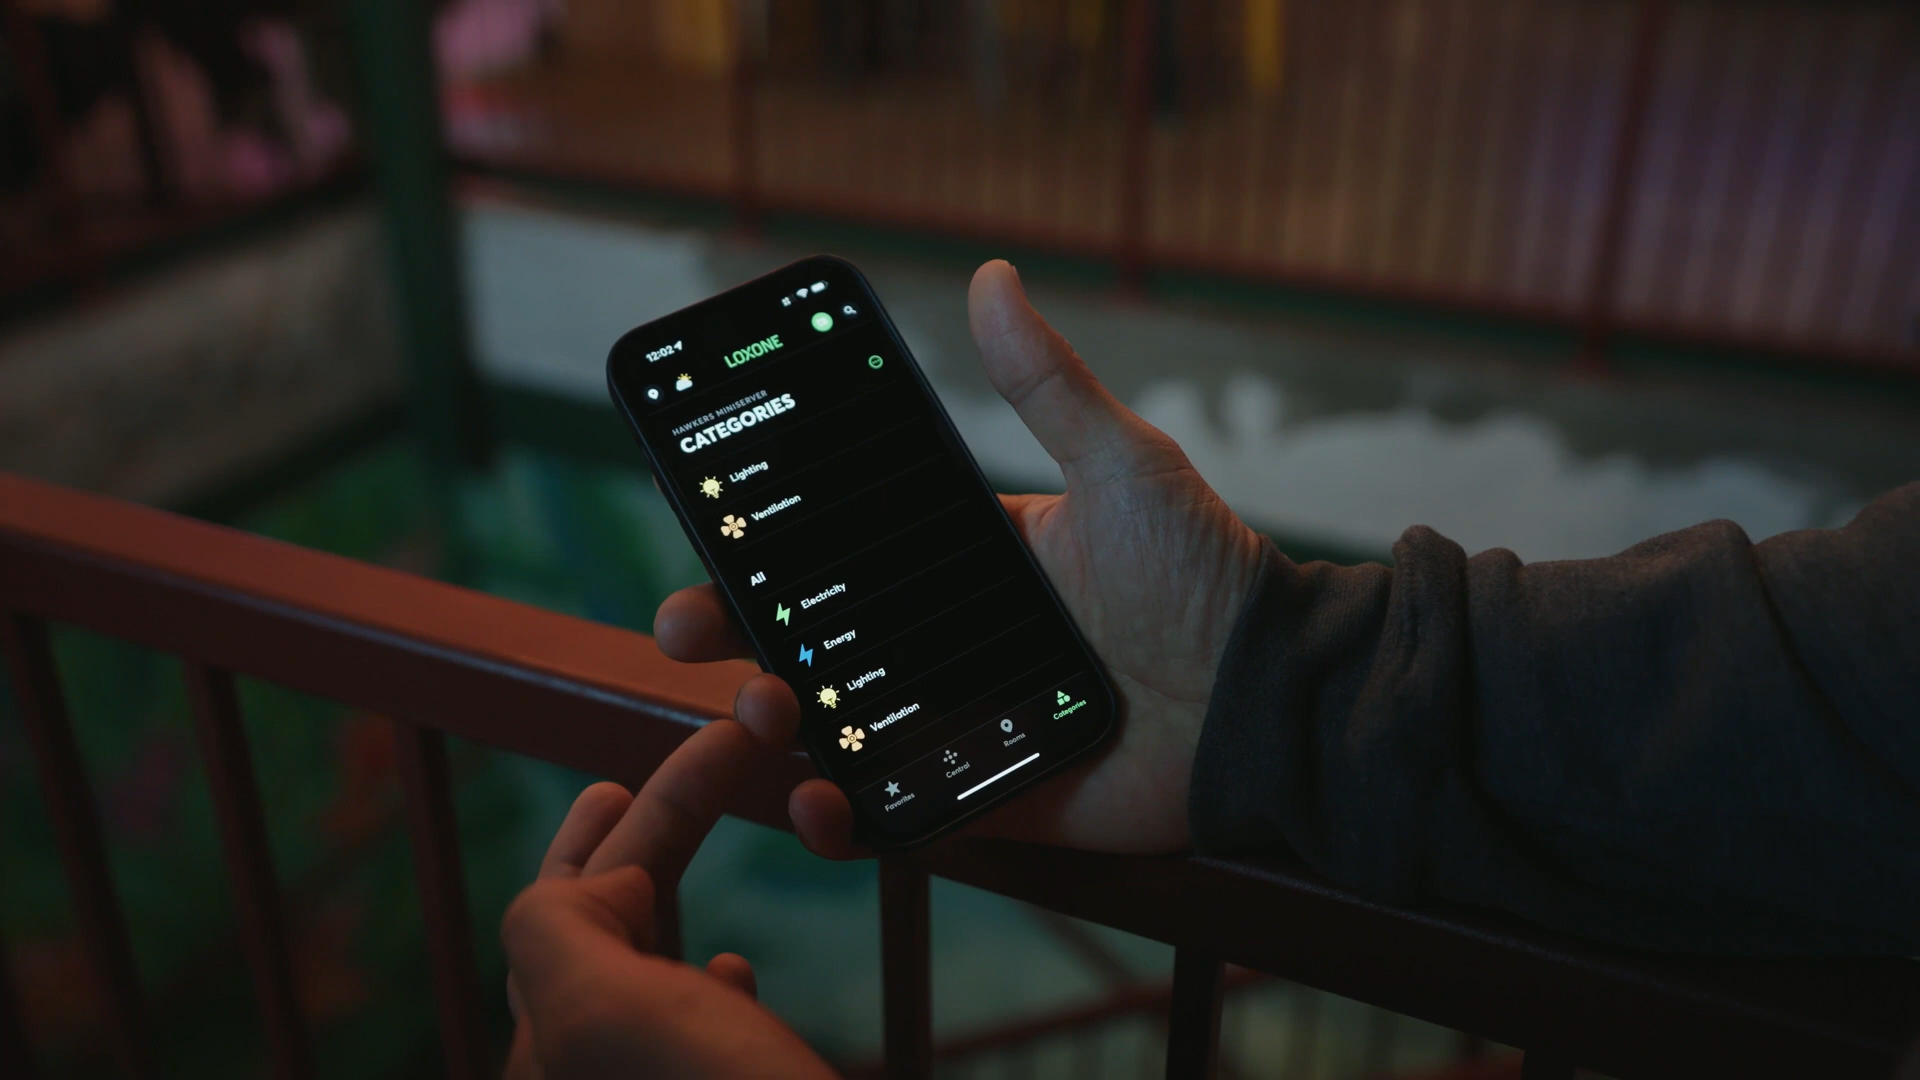 12:02
LOXONE
HAWKERS MINISERVER
CATEGORIES
Lighting
Ventilation
All
Electricity
Energy
Lighting
Ventilation
Favorites
Central
Rooms
Categories